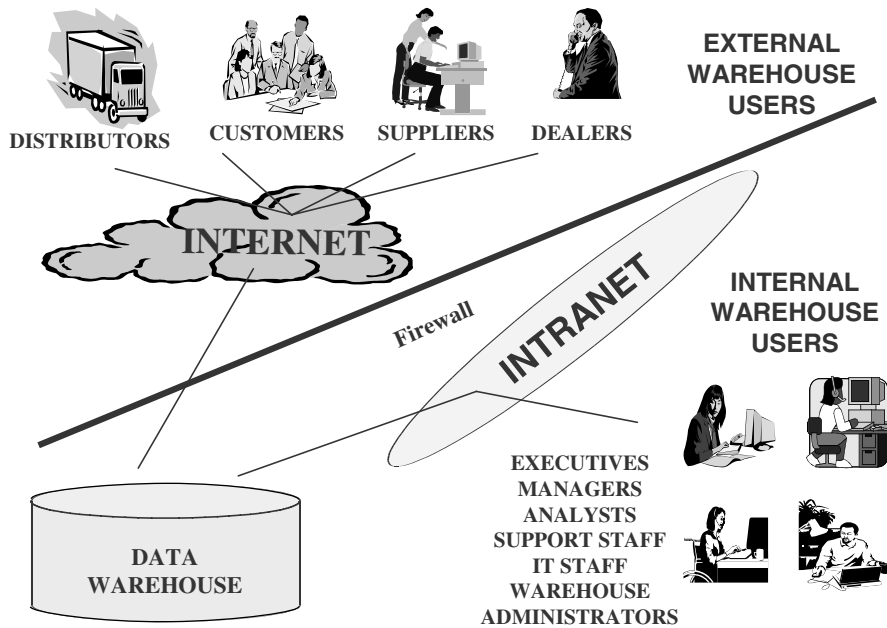 EXTERNAL
WAREHOUSE
USERS
DISTRIBUTORS
CUSTOMERS
SUPPLIERS
DEALERS
INTERNET
Firewall
INTRANET
INTERNAL
WAREHOUSE
USERS
EXECUTIVES
MANAGERS
ANALYSTS
SUPPORT STAFF
IT STAFF
WAREHOUSE
ADMINISTRATORS
DATA
WAREHOUSE